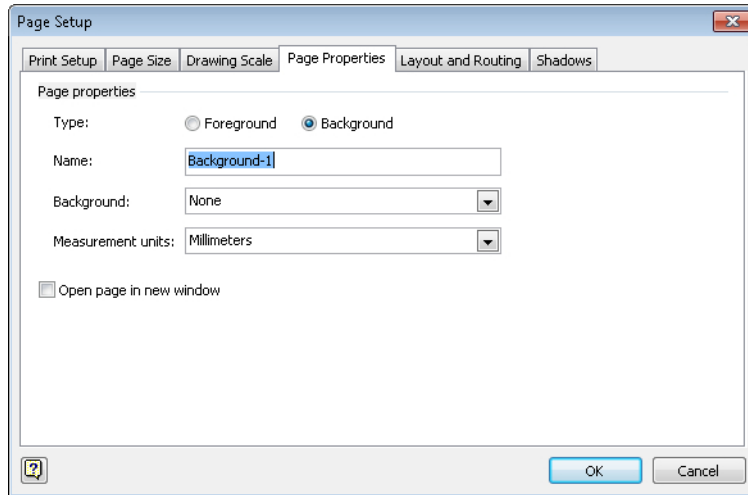 Page Setup
Print Setup Page Size Drawing Scale Page Properties Layout and Routing Shadows
Page properties
Type: Foreground Background
Name: Background-1
Background: None
Measurement units: Millimeters
Open page in new window
? OK Cancel